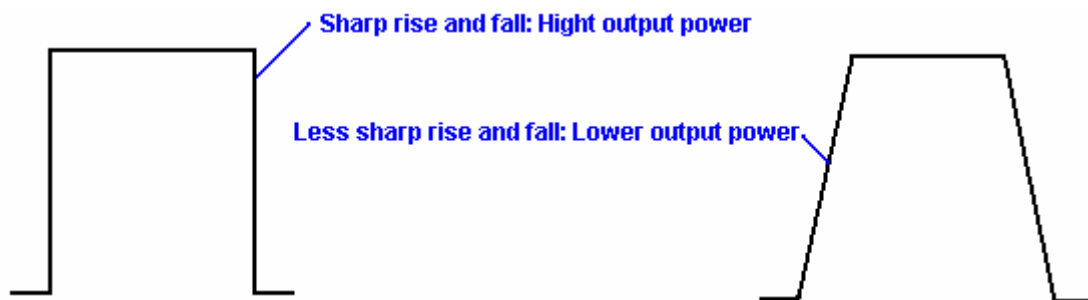 Sharp rise and fall: Hight output power
Less sharp rise and fall: Lower output power